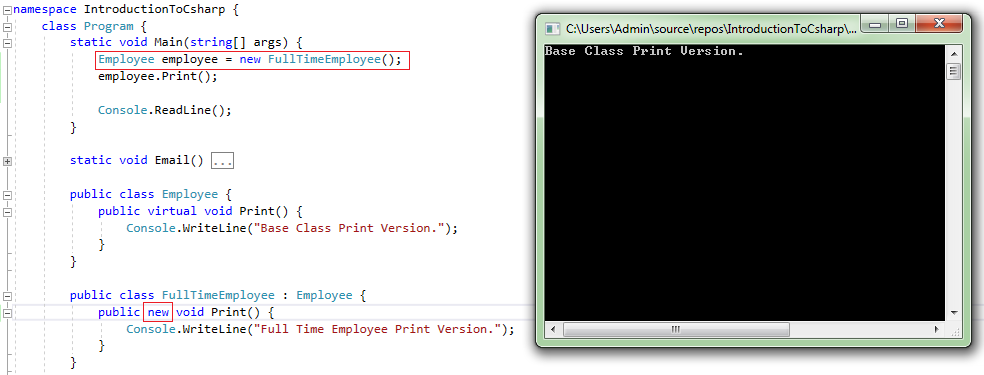 namespace IntroductionToCsharp {
class Program {
static void Main(string[] args) {
Employee employee = new FullTimeEmployee();
employee.Print();
Console.ReadLine();
}
static void Email() ...
public class Employee {
public virtual void Print() {
Console.WriteLine("Base Class Print Version.");
}
}
public class FullTimeEmployee : Employee {
public new void Print() {
Console.WriteLine("Full Time Employee Print Version.");
}
}
C:\Users\Admin\source\repos\IntroductionToCsharp\...
Base Class Print Version.